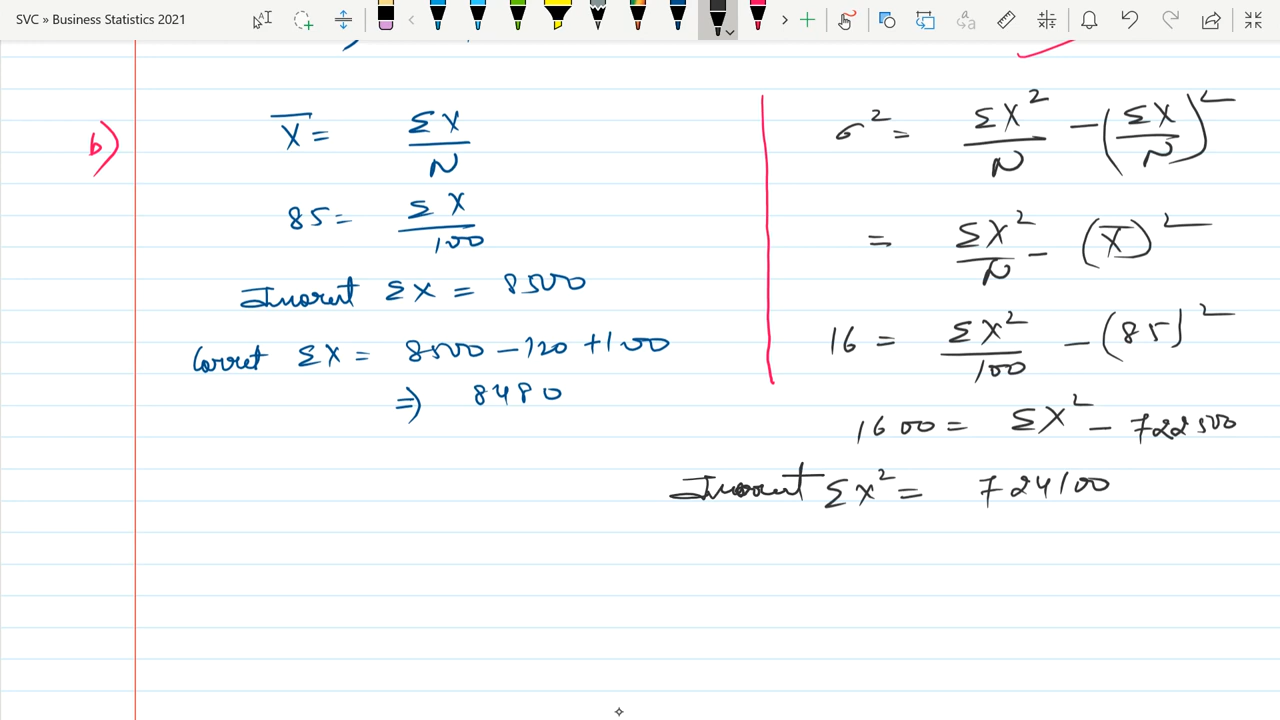 SVC » Business Statistics 2021
b)
X̄ = ΣX / N
85 = ΣX / 100
Incorrect ΣX = 8500
Correct ΣX = 8500 - 120 + 100
⇒ 8480
σ² = ΣX² / N - (ΣX / N)²
= ΣX² / N - (X̄)²
16 = ΣX² / 100 - (85)²
1600 = ΣX² - 722500
Incorrect ΣX² = 724100